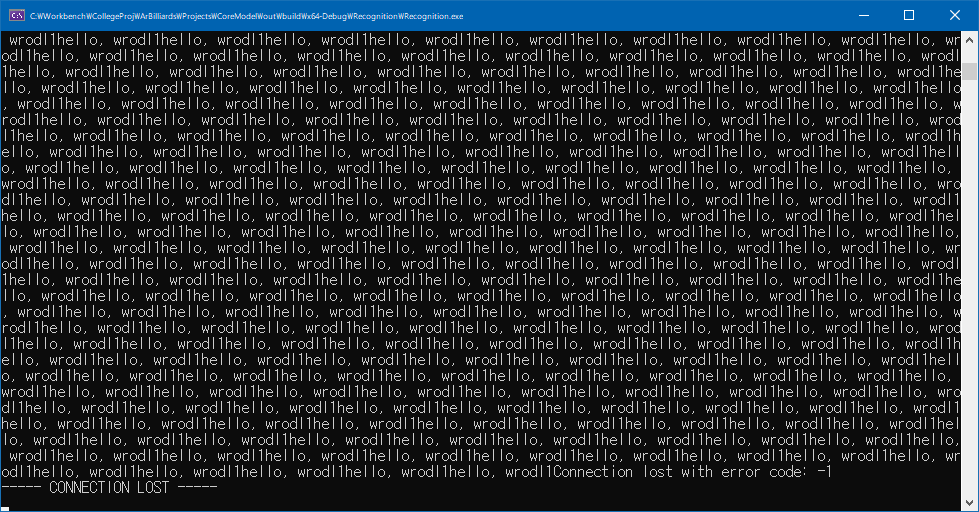 C:\Workbench\CollegeProj\ArBilliards\Projects\CoreModel\out\build\x64-Debug\Recognition\Recognition.exe
 wrodl1hello, wrodl1hello, wrodl1hello, wrodl1hello, wrodl1hello, wrodl1hello, wrodl1hello, wrodl1hello, wrodl1hello, wr
odl1hello, wrodl1hello, wrodl1hello, wrodl1hello, wrodl1hello, wrodl1hello, wrodl1hello, wrodl1hello, wrodl1hello, wrodl
1hello, wrodl1hello, wrodl1hello, wrodl1hello, wrodl1hello, wrodl1hello, wrodl1hello, wrodl1hello, wrodl1hello, wrodl1he
llo, wrodl1hello, wrodl1hello, wrodl1hello, wrodl1hello, wrodl1hello, wrodl1hello, wrodl1hello, wrodl1hello, wrodl1hello
, wrodl1hello, wrodl1hello, wrodl1hello, wrodl1hello, wrodl1hello, wrodl1hello, wrodl1hello, wrodl1hello, wrodl1hello, w
rodl1hello, wrodl1hello, wrodl1hello, wrodl1hello, wrodl1hello, wrodl1hello, wrodl1hello, wrodl1hello, wrodl1hello, wrod
l1hello, wrodl1hello, wrodl1hello, wrodl1hello, wrodl1hello, wrodl1hello, wrodl1hello, wrodl1hello, wrodl1hello, wrodl1h
ello, wrodl1hello, wrodl1hello, wrodl1hello, wrodl1hello, wrodl1hello, wrodl1hello, wrodl1hello, wrodl1hello, wrodl1hell
o, wrodl1hello, wrodl1hello, wrodl1hello, wrodl1hello, wrodl1hello, wrodl1hello, wrodl1hello, wrodl1hello, wrodl1hello, 
wrodl1hello, wrodl1hello, wrodl1hello, wrodl1hello, wrodl1hello, wrodl1hello, wrodl1hello, wrodl1hello, wrodl1hello, wro
dl1hello, wrodl1hello, wrodl1hello, wrodl1hello, wrodl1hello, wrodl1hello, wrodl1hello, wrodl1hello, wrodl1hello, wrodl1
hello, wrodl1hello, wrodl1hello, wrodl1hello, wrodl1hello, wrodl1hello, wrodl1hello, wrodl1hello, wrodl1hello, wrodl1hel
lo, wrodl1hello, wrodl1hello, wrodl1hello, wrodl1hello, wrodl1hello, wrodl1hello, wrodl1hello, wrodl1hello, wrodl1hello,
 wrodl1hello, wrodl1hello, wrodl1hello, wrodl1hello, wrodl1hello, wrodl1hello, wrodl1hello, wrodl1hello, wrodl1hello, wr
odl1hello, wrodl1hello, wrodl1hello, wrodl1hello, wrodl1hello, wrodl1hello, wrodl1hello, wrodl1hello, wrodl1hello, wrodl
1hello, wrodl1hello, wrodl1hello, wrodl1hello, wrodl1hello, wrodl1hello, wrodl1hello, wrodl1hello, wrodl1hello, wrodl1he
llo, wrodl1hello, wrodl1hello, wrodl1hello, wrodl1hello, wrodl1hello, wrodl1hello, wrodl1hello, wrodl1hello, wrodl1hello
, wrodl1hello, wrodl1hello, wrodl1hello, wrodl1hello, wrodl1hello, wrodl1hello, wrodl1hello, wrodl1hello, wrodl1hello, w
rodl1hello, wrodl1hello, wrodl1hello, wrodl1hello, wrodl1hello, wrodl1hello, wrodl1hello, wrodl1hello, wrodl1hello, wrod
l1hello, wrodl1hello, wrodl1hello, wrodl1hello, wrodl1hello, wrodl1hello, wrodl1hello, wrodl1hello, wrodl1hello, wrodl1h
ello, wrodl1hello, wrodl1hello, wrodl1hello, wrodl1hello, wrodl1hello, wrodl1hello, wrodl1hello, wrodl1hello, wrodl1hell
o, wrodl1hello, wrodl1hello, wrodl1hello, wrodl1hello, wrodl1hello, wrodl1hello, wrodl1hello, wrodl1hello, wrodl1hello, 
wrodl1hello, wrodl1hello, wrodl1hello, wrodl1hello, wrodl1hello, wrodl1hello, wrodl1hello, wrodl1hello, wrodl1hello, wro
dl1hello, wrodl1hello, wrodl1hello, wrodl1hello, wrodl1hello, wrodl1hello, wrodl1hello, wrodl1hello, wrodl1hello, wrodl1
hello, wrodl1hello, wrodl1hello, wrodl1hello, wrodl1hello, wrodl1hello, wrodl1hello, wrodl1hello, wrodl1hello, wrodl1hel
lo, wrodl1hello, wrodl1hello, wrodl1hello, wrodl1hello, wrodl1hello, wrodl1hello, wrodl1hello, wrodl1hello, wrodl1hello,
 wrodl1hello, wrodl1hello, wrodl1hello, wrodl1hello, wrodl1hello, wrodl1hello, wrodl1hello, wrodl1hello, wrodl1hello, wr
odl1hello, wrodl1hello, wrodl1hello, wrodl1hello, wrodl1hello, wrodl1Connection lost with error code: -1
----- CONNECTION LOST -----